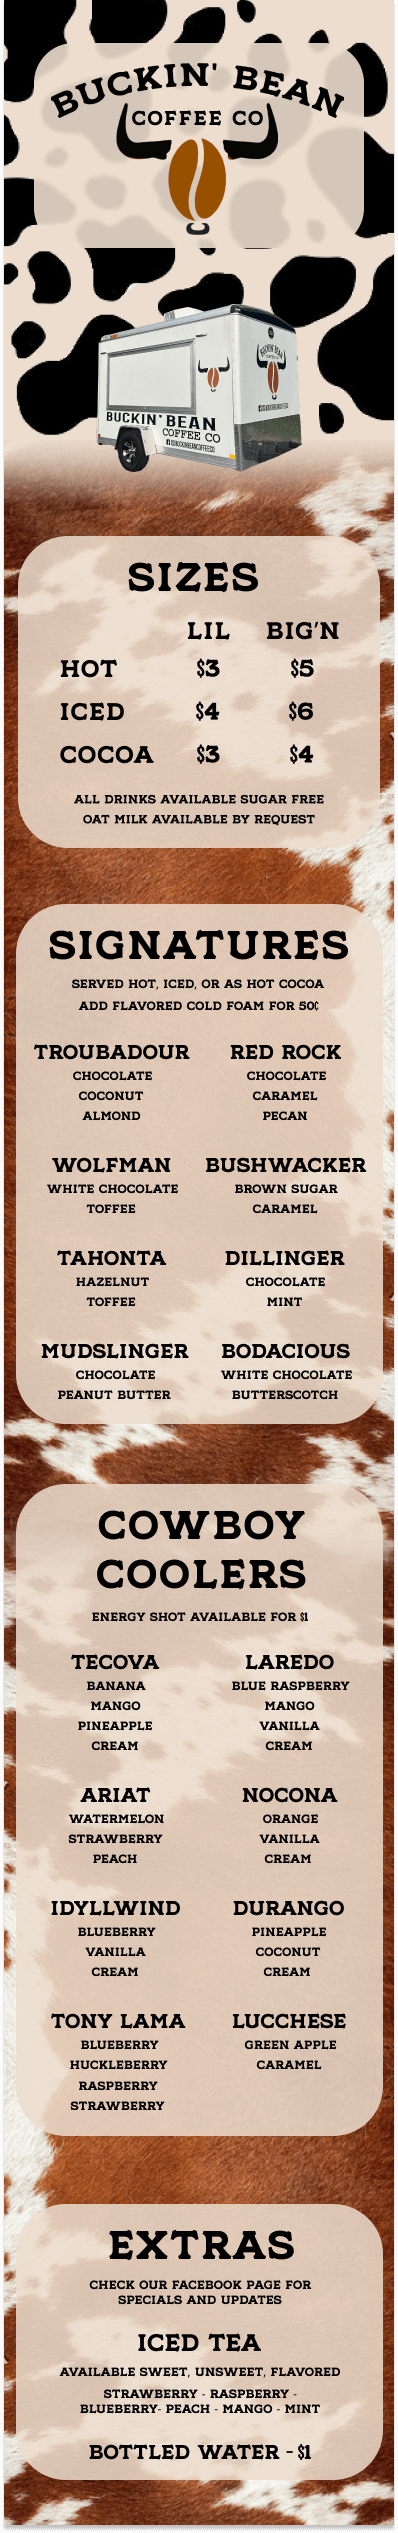 BUCKIN' BEAN
COFFEE CO
BUCKIN' BEAN
COFFEE CO
BUCKIN' BEAN
COFFEE CO
SIZES
LIL BIG'N
HOT $3 $5
ICED $4 $6
COCOA $3 $4
ALL DRINKS AVAILABLE SUGAR FREE
OAT MILK AVAILABLE BY REQUEST
SIGNATURES
SERVED HOT, ICED, OR AS HOT COCOA
ADD FLAVORED COLD FOAM FOR 50¢
TROUBADOUR
CHOCOLATE
COCONUT
ALMOND
RED ROCK
CHOCOLATE
CARAMEL
PECAN
WOLFMAN
WHITE CHOCOLATE
TOFFEE
BUSHWACKER
BROWN SUGAR
CARAMEL
TAHONTA
HAZELNUT
TOFFEE
DILLINGER
CHOCOLATE
MINT
MUDSLINGER
CHOCOLATE
PEANUT BUTTER
BODACIOUS
WHITE CHOCOLATE
BUTTERSCOTCH
COWBOY
COOLERS
ENERGY SHOT AVAILABLE FOR $1
TECOVA
BANANA
MANGO
PINEAPPLE
CREAM
LAREDO
BLUE RASPBERRY
MANGO
VANILLA
CREAM
ARIAT
WATERMELON
STRAWBERRY
PEACH
NOCONA
ORANGE
VANILLA
CREAM
IDYLLWIND
BLUEBERRY
VANILLA
CREAM
DURANGO
PINEAPPLE
COCONUT
CREAM
TONY LAMA
BLUEBERRY
HUCKLEBERRY
RASPBERRY
STRAWBERRY
LUCCHESE
GREEN APPLE
CARAMEL
EXTRAS
CHECK OUR FACEBOOK PAGE FOR
SPECIALS AND UPDATES
ICED TEA
AVAILABLE SWEET, UNSWEET, FLAVORED
STRAWBERRY - RASPBERRY -
BLUEBERRY- PEACH - MANGO - MINT
BOTTLED WATER - $1